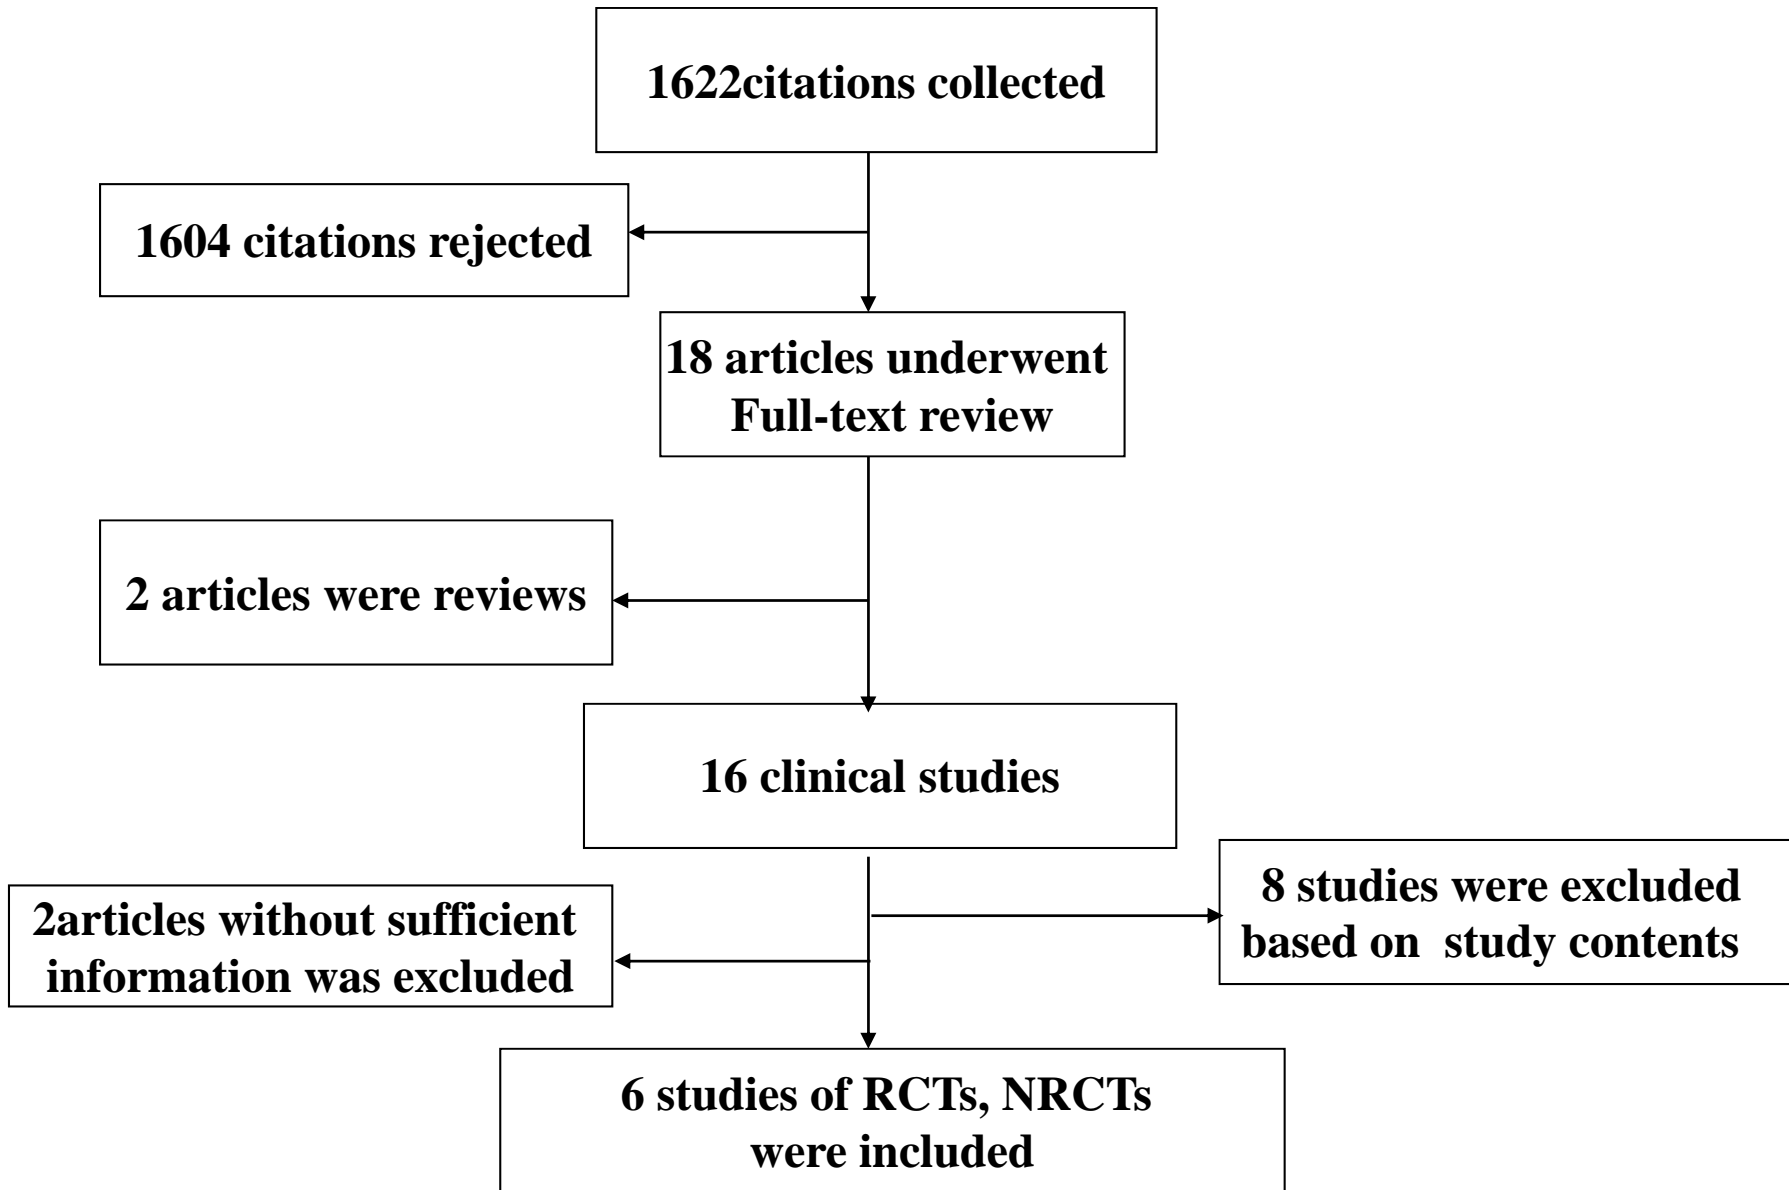 1622citations collected
1604 citations rejected
18 articles underwent
Full-text review
2 articles were reviews
16 clinical studies
8 studies were excluded
based on study contents
2articles without sufficient
information was excluded
6 studies of RCTs, NRCTs
were included